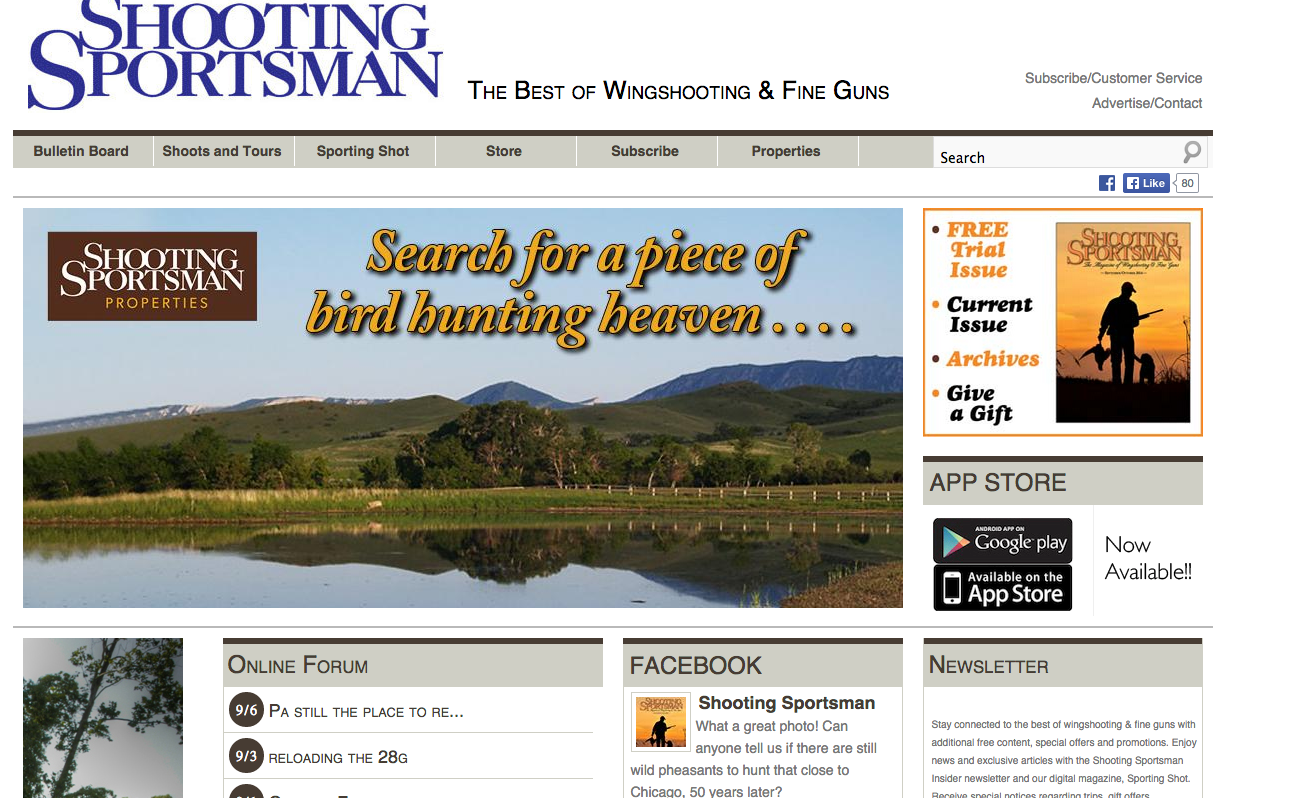 SHOOTING
SPORTSMAN
THE BEST OF WINGSHOOTING & FINE GUNS
Subscribe/Customer Service
Advertise/Contact
Bulletin Board
Shoots and Tours
Sporting Shot
Store
Subscribe
Properties
Search
Like
80
SHOOTING
SPORTSMAN
PROPERTIES
Search for a piece of
bird hunting heaven . . . .
• FREE
Trial
Issue
• Current
Issue
• Archives
• Give
a Gift
SHOOTING
SPORTSMAN
The Magazine of Wingshooting & Fine Guns
APP STORE
ANDROID APP ON
Google play
Available on the
App Store
Now
Available!!
ONLINE FORUM
9/6 PA STILL THE PLACE TO RE...
9/3 RELOADING THE 28G
FACEBOOK
SHOOTING
SPORTSMAN
Shooting Sportsman
What a great photo! Can
anyone tell us if there are still
wild pheasants to hunt that close to
Chicago, 50 years later?
NEWSLETTER
Stay connected to the best of wingshooting & fine guns with
additional free content, special offers and promotions. Enjoy
news and exclusive articles with the Shooting Sportsman
Insider newsletter and our digital magazine, Sporting Shot.
Receive special notices regarding trips, gift offers,